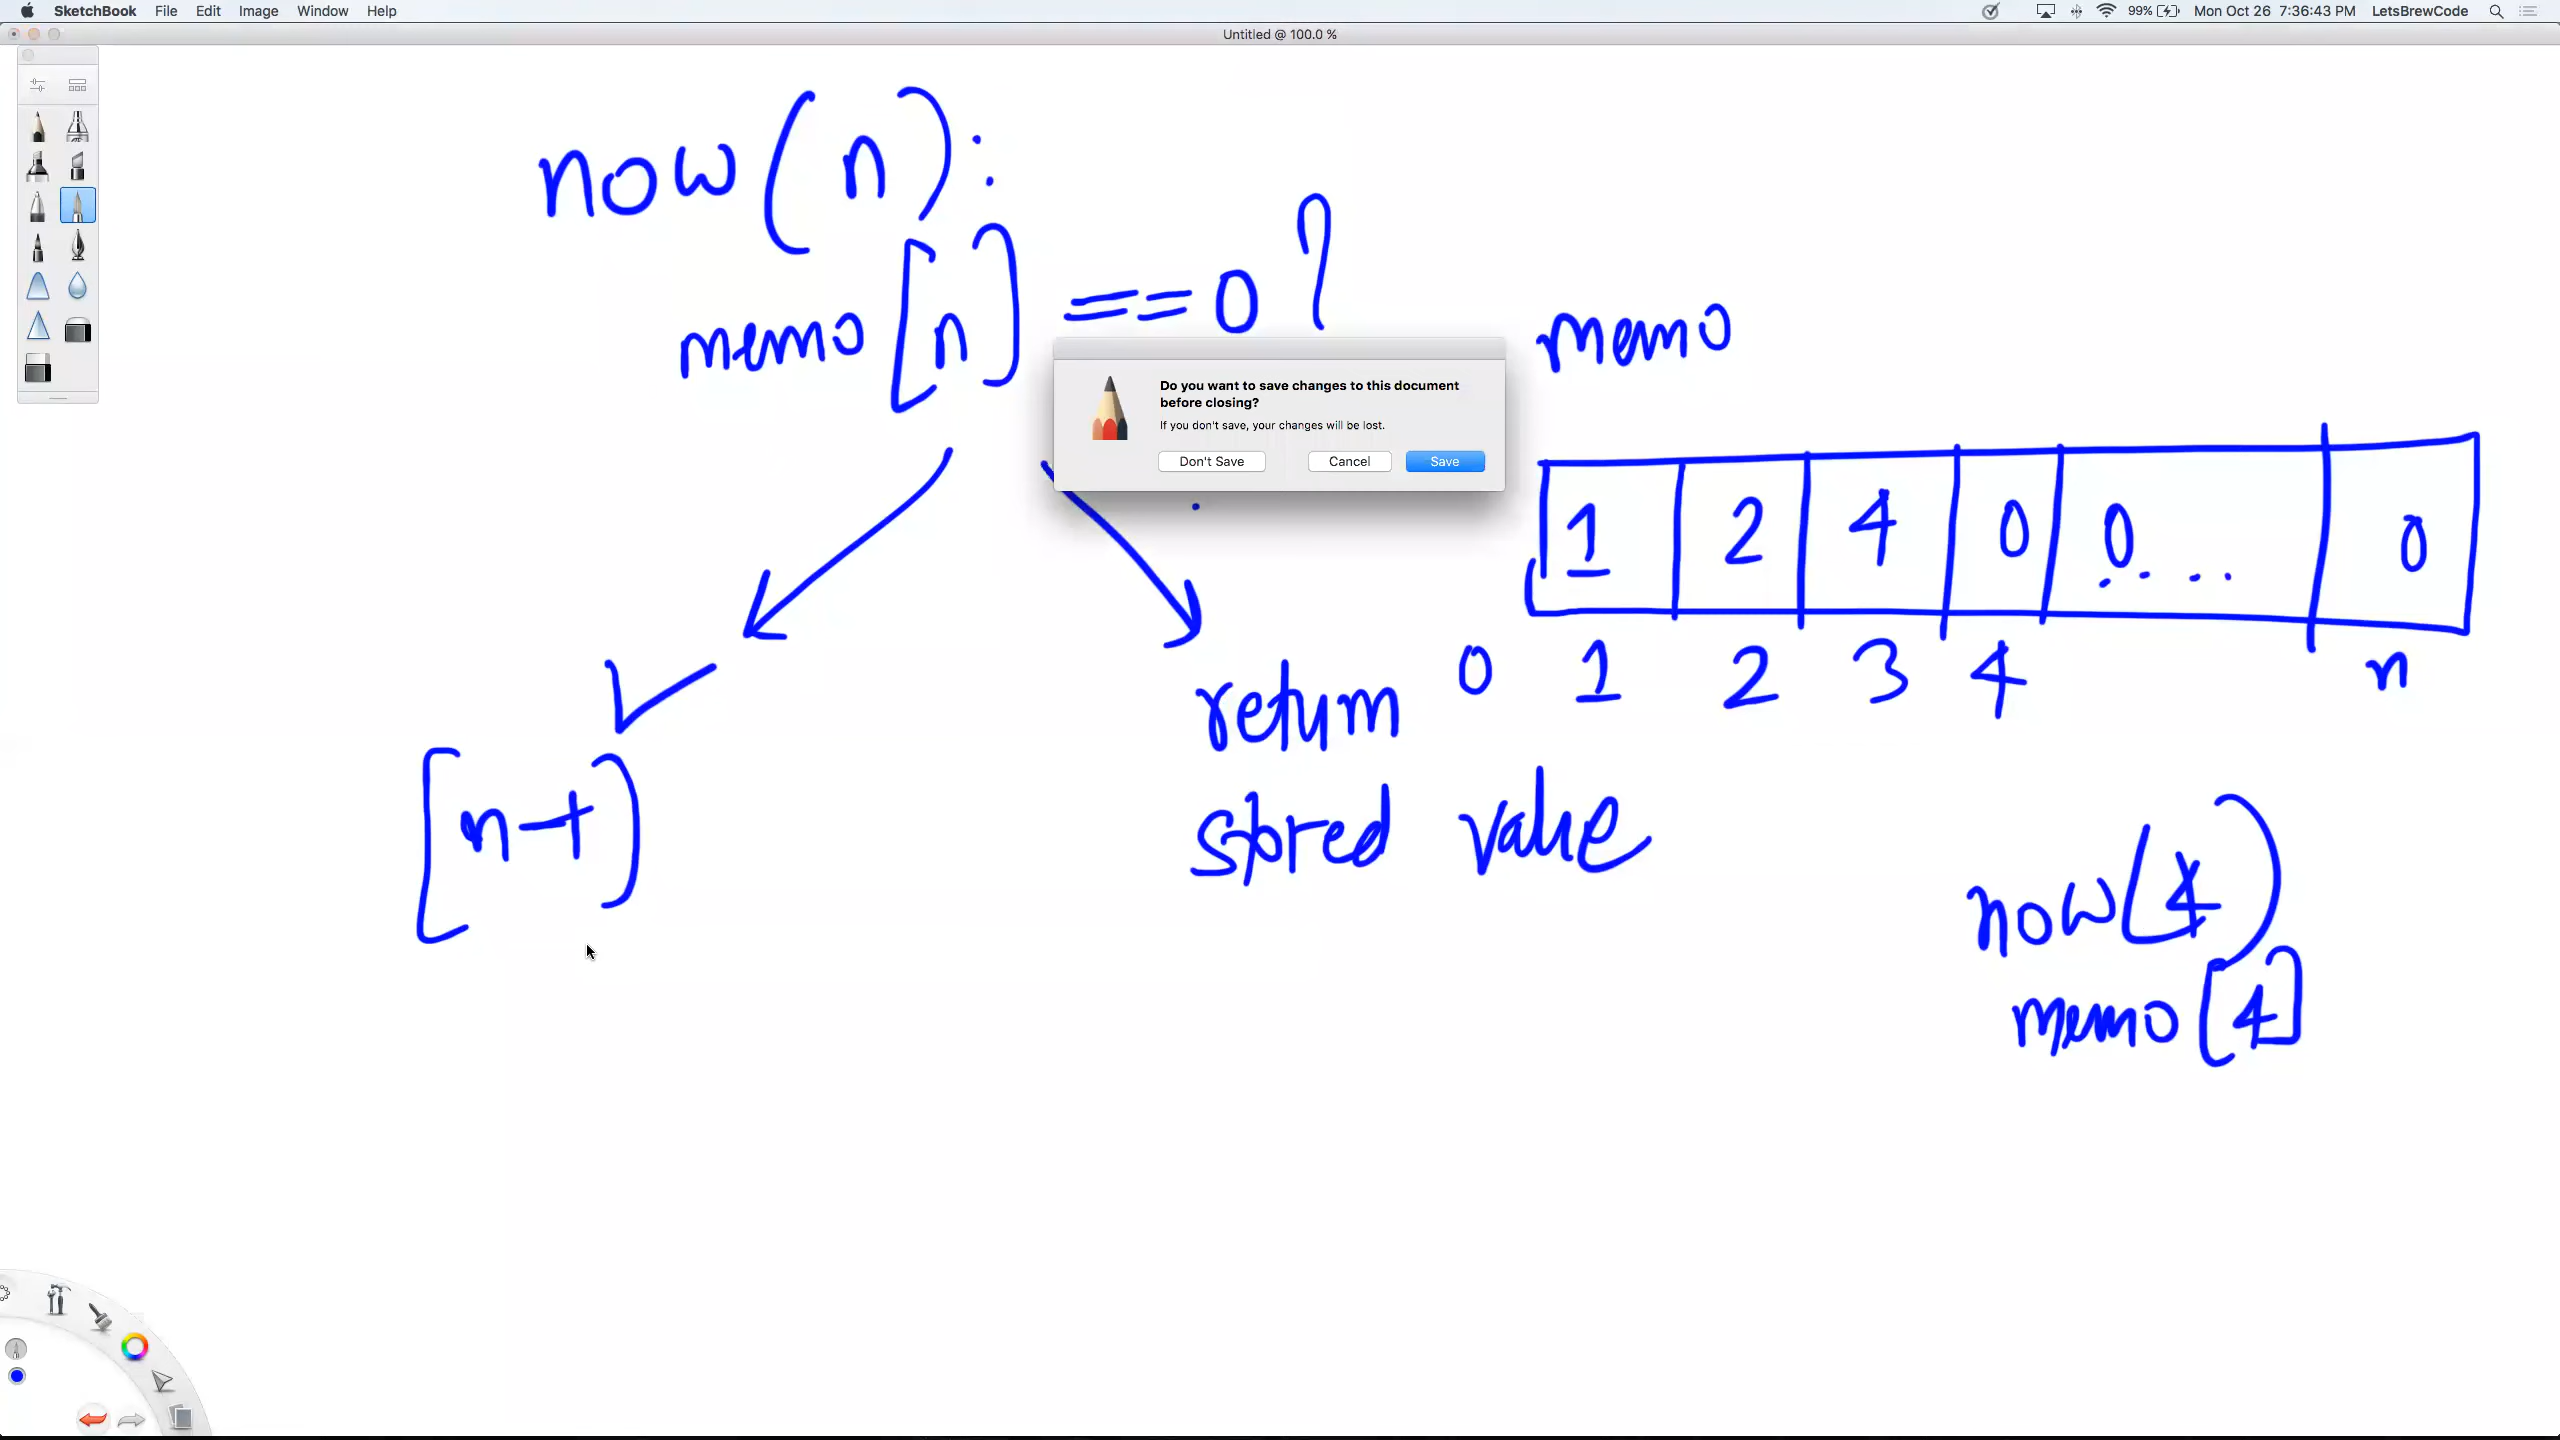 SketchBook File Edit Image Window Help 99% Mon Oct 26 7:36:43 PM LetsBrewCode
Untitled @ 100.0 %
now(n):
memo[n] == 0 ?
memo
Do you want to save changes to this document
before closing?
If you don't save, your changes will be lost.
Don't Save Cancel Save
1 2 4 0 0.... 0
0 1 2 3 4 n
return
stored value
[n-1]
now(4)
memo[4]